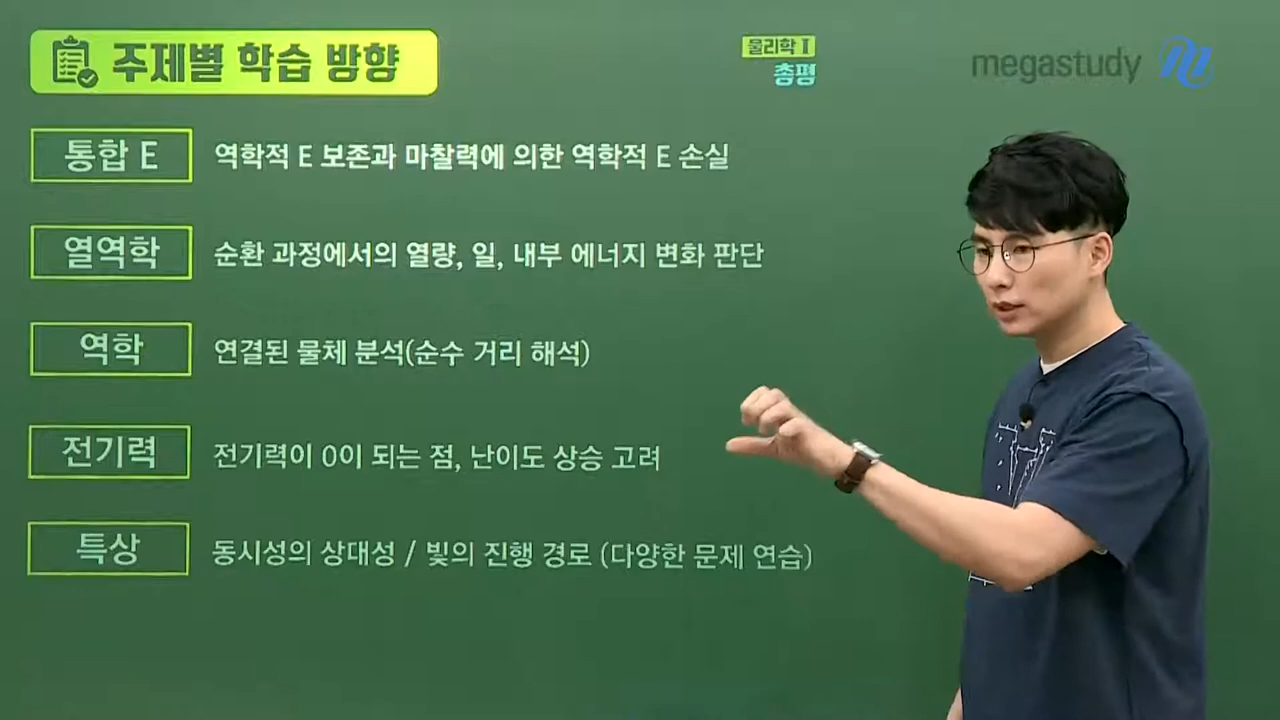 주제별 학습 방향
물리학 I
총평
megastudy
통합 E
역학적 E 보존과 마찰력에 의한 역학적 E 손실
열역학
순환 과정에서의 열량, 일, 내부 에너지 변화 판단
역학
연결된 물체 분석(순수 거리 해석)
전기력
전기력이 0이 되는 점, 난이도 상승 고려
특상
동시성의 상대성 / 빛의 진행 경로 (다양한 문제 연습)